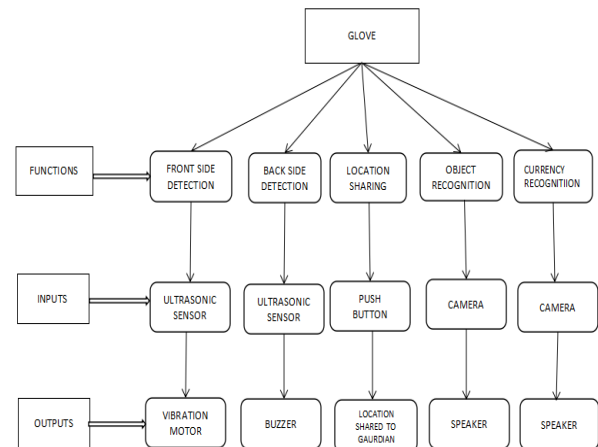 GLOVE
FUNCTIONS
FRONT SIDE
DETECTION
BACK SIDE
DETECTION
LOCATION
SHARING
OBJECT
RECOGNITION
CURRENCY
RECOGNITIION
INPUTS
ULTRASONIC
SENSOR
ULTRASONIC
SENSOR
PUSH
BUTTON
CAMERA
CAMERA
OUTPUTS
VIBRATION
MOTOR
BUZZER
LOCATION
SHARED TO
GAURDIAN
SPEAKER
SPEAKER